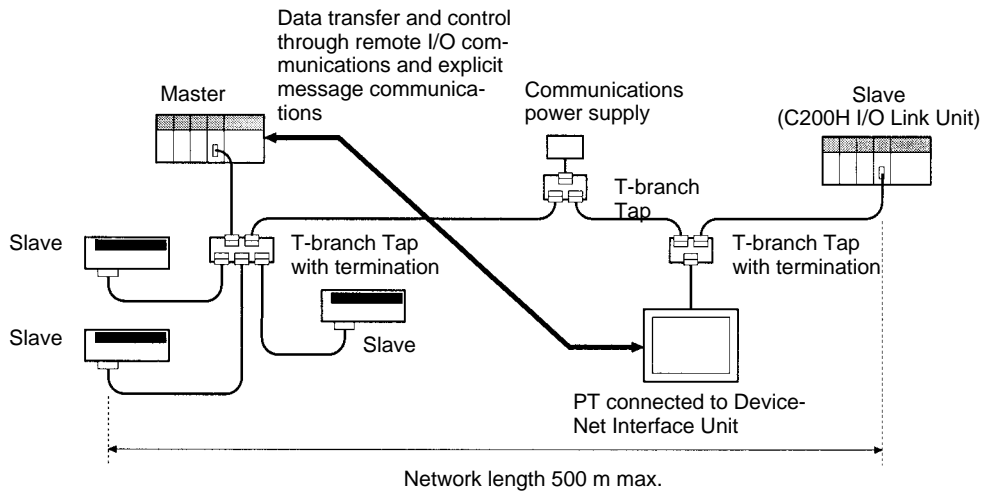 Data transfer and control
through remote I/O com-
munications and explicit
message communica-
tions
Master
Communications
power supply
Slave
(C200H I/O Link Unit)
T-branch
Tap
Slave
T-branch Tap
with termination
T-branch Tap
with termination
Slave
Slave
PT connected to Device-
Net Interface Unit
Network length 500 m max.